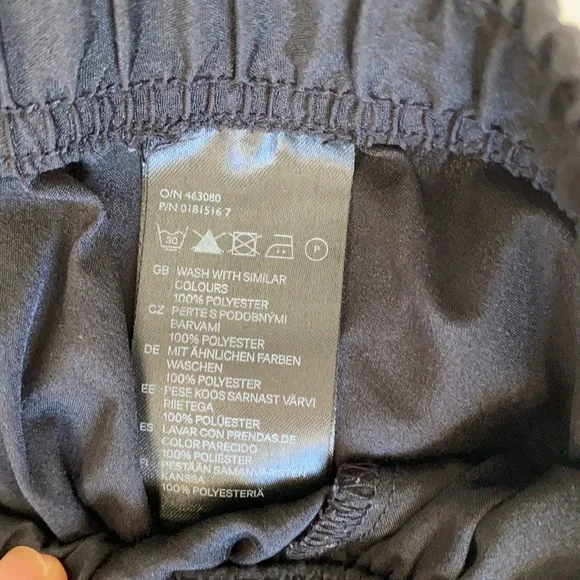 O/N 463080
P/N 0181516 7
30 P
GB WASH WITH SIMILAR
COLOURS
100% POLYESTER
CZ PERTE S PODOBNÝMI
BARVAMI
100% POLYESTER
DE MIT ÄHNLICHEN FARBEN
WASCHEN
100% POLYESTER
EE PESE KOOS SARNAST VÄRVI
RIIETEGA
100% POLÜESTER
ES LAVAR CON PRENDAS DE
COLOR PARECIDO
100% POLIÉSTER
FI PESTÄÄN SAMANVÄRISTEN
KANSSA
100% POLYESTERIÄ